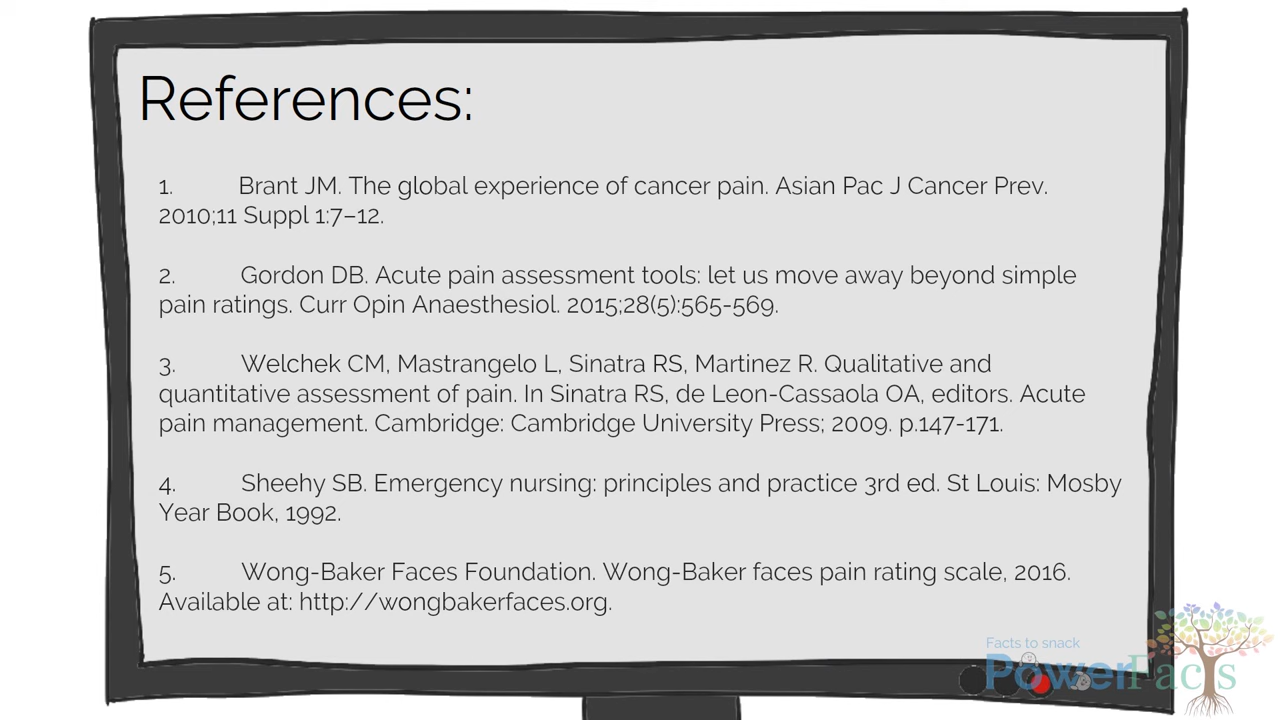 References:
1. Brant JM. The global experience of cancer pain. Asian Pac J Cancer Prev.
2010;11 Suppl 1:7–12.
2. Gordon DB. Acute pain assessment tools: let us move away beyond simple
pain ratings. Curr Opin Anaesthesiol. 2015;28(5):565-569.
3. Welchek CM, Mastrangelo L, Sinatra RS, Martinez R. Qualitative and
quantitative assessment of pain. In Sinatra RS, de Leon-Cassaola OA, editors. Acute
pain management. Cambridge: Cambridge University Press; 2009. p.147-171.
4. Sheehy SB. Emergency nursing: principles and practice 3rd ed. St Louis: Mosby
Year Book, 1992.
5. Wong-Baker Faces Foundation. Wong-Baker faces pain rating scale, 2016.
Available at: http://wongbakerfaces.org.
Facts to snack
PowerFacts